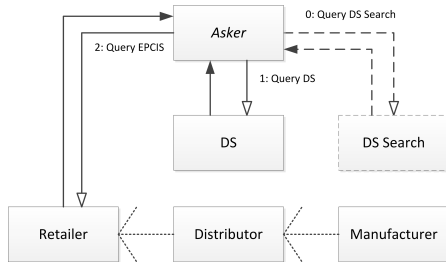 0: Query DS Search
Asker
2: Query EPCIS
1: Query DS
DS
DS Search
Retailer
Distributor
Manufacturer